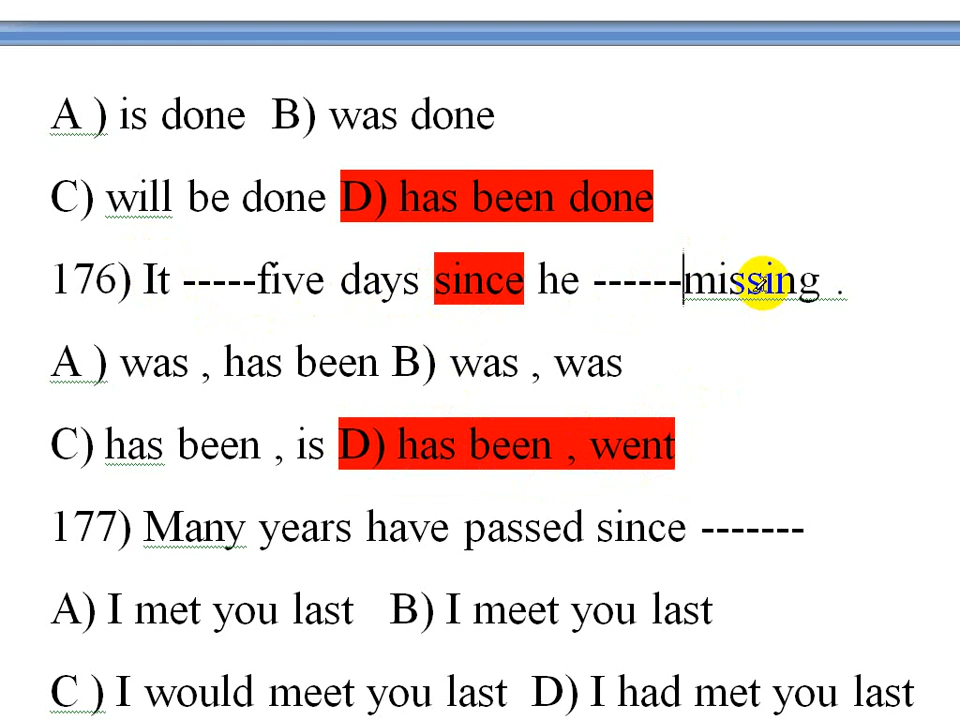 A ) is done B) was done
C) will be done D) has been done
176) It -----five days since he ------missing .
A ) was , has been B) was , was
C) has been , is D) has been , went
177) Many years have passed since -------
A) I met you last B) I meet you last
C ) I would meet you last D) I had met you last